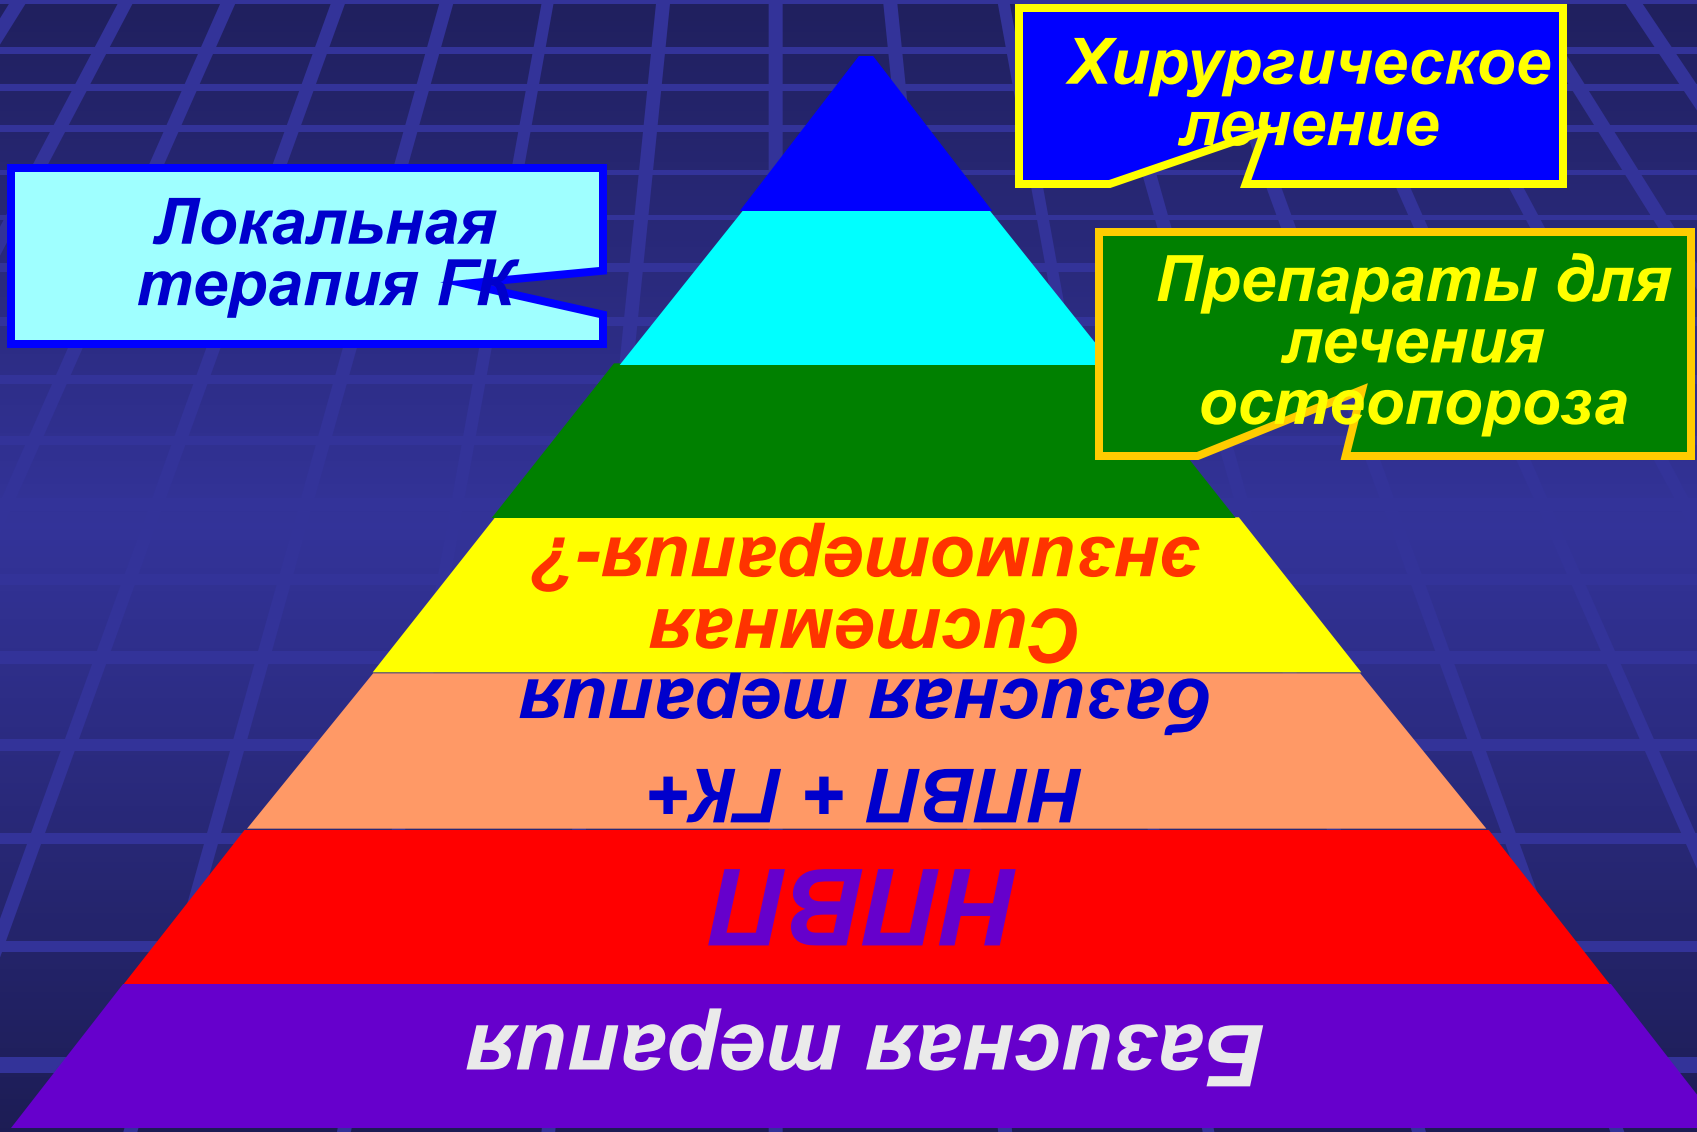 Хирургическое
лечение
Локальная
терапия ГК
Препараты для
лечения
остеопороза
Системная
энзимотерапия-?
НПВП + ГК+
базисная терапия
НПВП
Базисная терапия